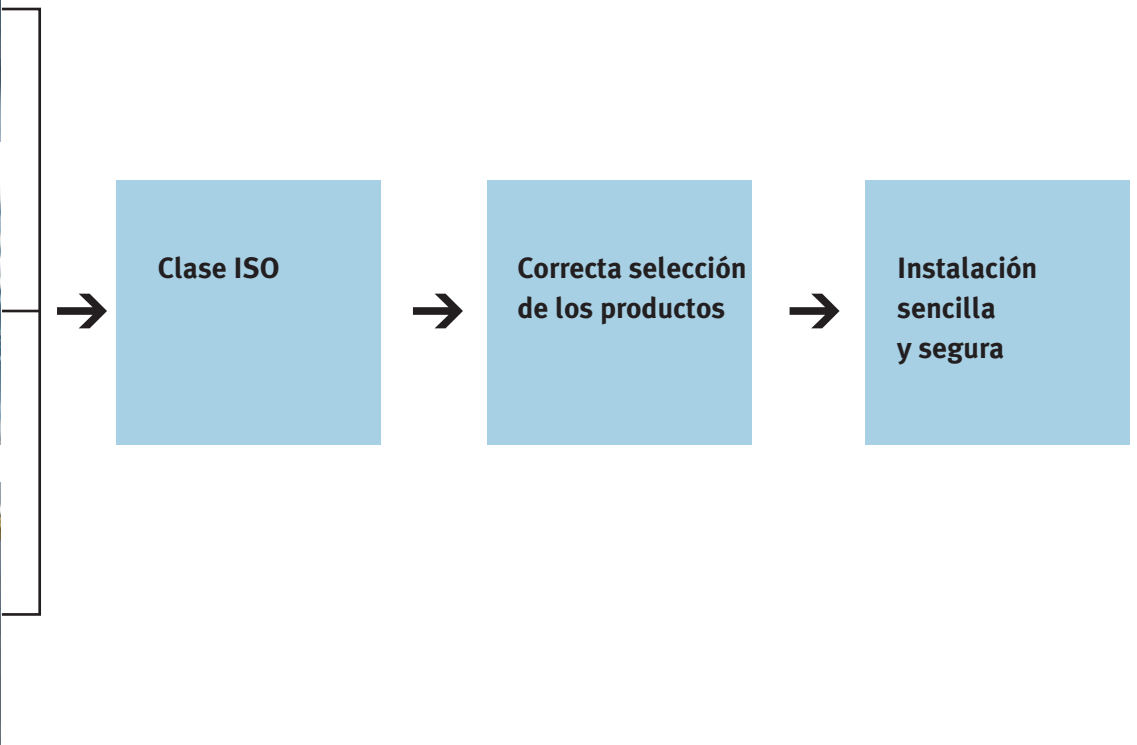 Clase ISO
Correcta selección
de los productos
Instalación
sencilla
y segura